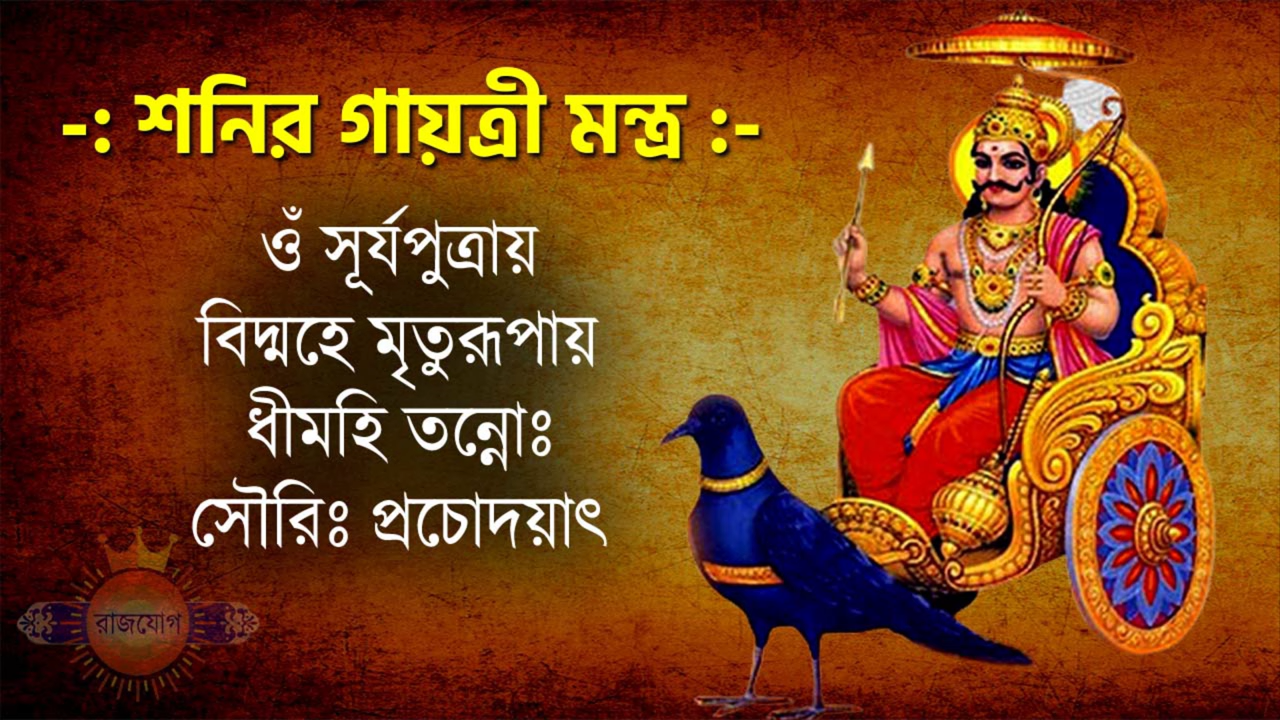 -: শনির গায়ত্রী মন্ত্র :-
ওঁ সূর্যপুত্রায়
বিদ্মহে মৃতুরূপায়
ধীমহি তন্নোঃ
সৌরিঃ প্রচোদয়াৎ
রাজযোগ